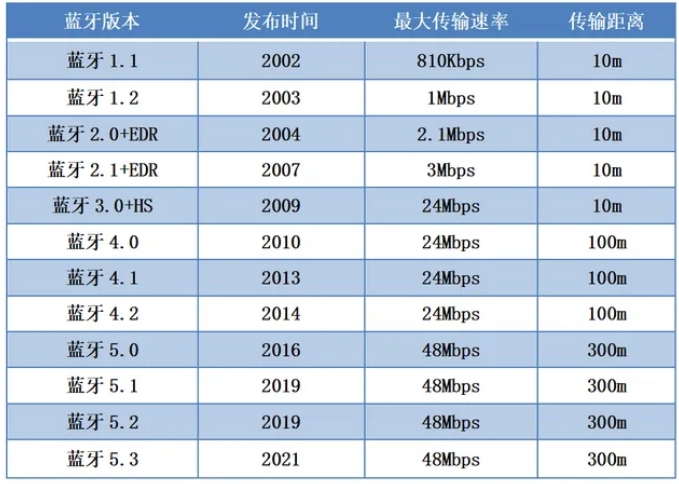 蓝牙版本 发布时间 最大传输速率 传输距离
蓝牙 1.1 2002 810Kbps 10m
蓝牙 1.2 2003 1Mbps 10m
蓝牙 2.0+EDR 2004 2.1Mbps 10m
蓝牙 2.1+EDR 2007 3Mbps 10m
蓝牙 3.0+HS 2009 24Mbps 10m
蓝牙 4.0 2010 24Mbps 100m
蓝牙 4.1 2013 24Mbps 100m
蓝牙 4.2 2014 24Mbps 100m
蓝牙 5.0 2016 48Mbps 300m
蓝牙 5.1 2019 48Mbps 300m
蓝牙 5.2 2019 48Mbps 300m
蓝牙 5.3 2021 48Mbps 300m